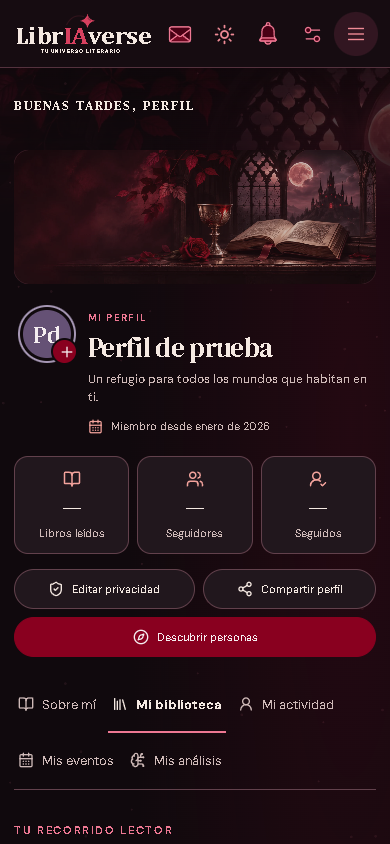 LibrIAverse
TU UNIVERSO LITERARIO
BUENAS TARDES, PERFIL
Pd
MI PERFIL
Perfil de prueba
Un refugio para todos los mundos que habitan en
ti.
Miembro desde enero de 2026
— — —
Libros leídos Seguidores Seguidos
Editar privacidad Compartir perfil
Descubrir personas
Sobre mí Mi biblioteca Mi actividad
Mis eventos Mis análisis
TU RECORRIDO LECTOR